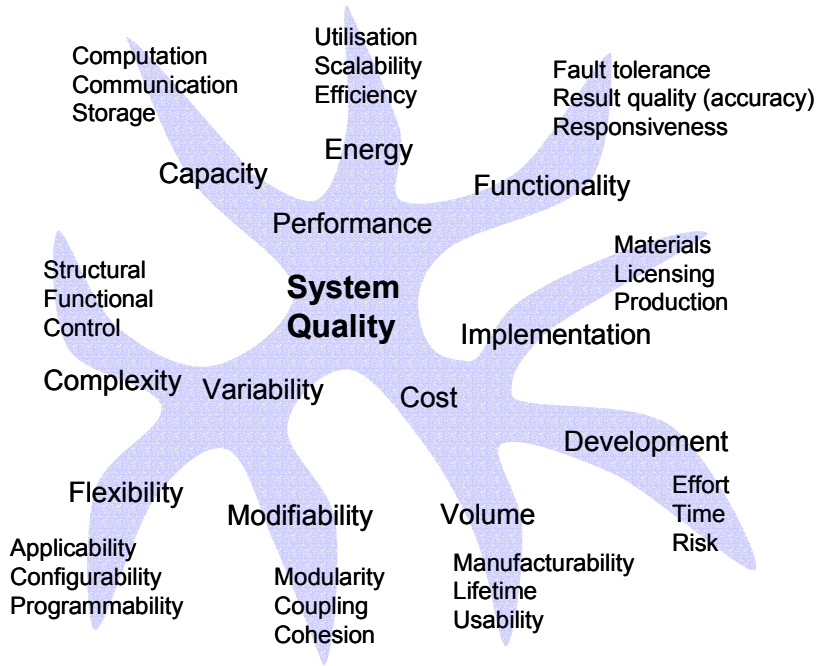 Computation
Communication
Storage
Utilisation
Scalability
Efficiency
Fault tolerance
Result quality (accuracy)
Responsiveness
Capacity
Energy
Functionality
Performance
Structural
Functional
Control
System
Quality
Materials
Licensing
Production
Implementation
Complexity
Variability
Cost
Development
Flexibility
Modifiability
Volume
Effort
Time
Risk
Applicability
Configurability
Programmability
Modularity
Coupling
Cohesion
Manufacturability
Lifetime
Usability